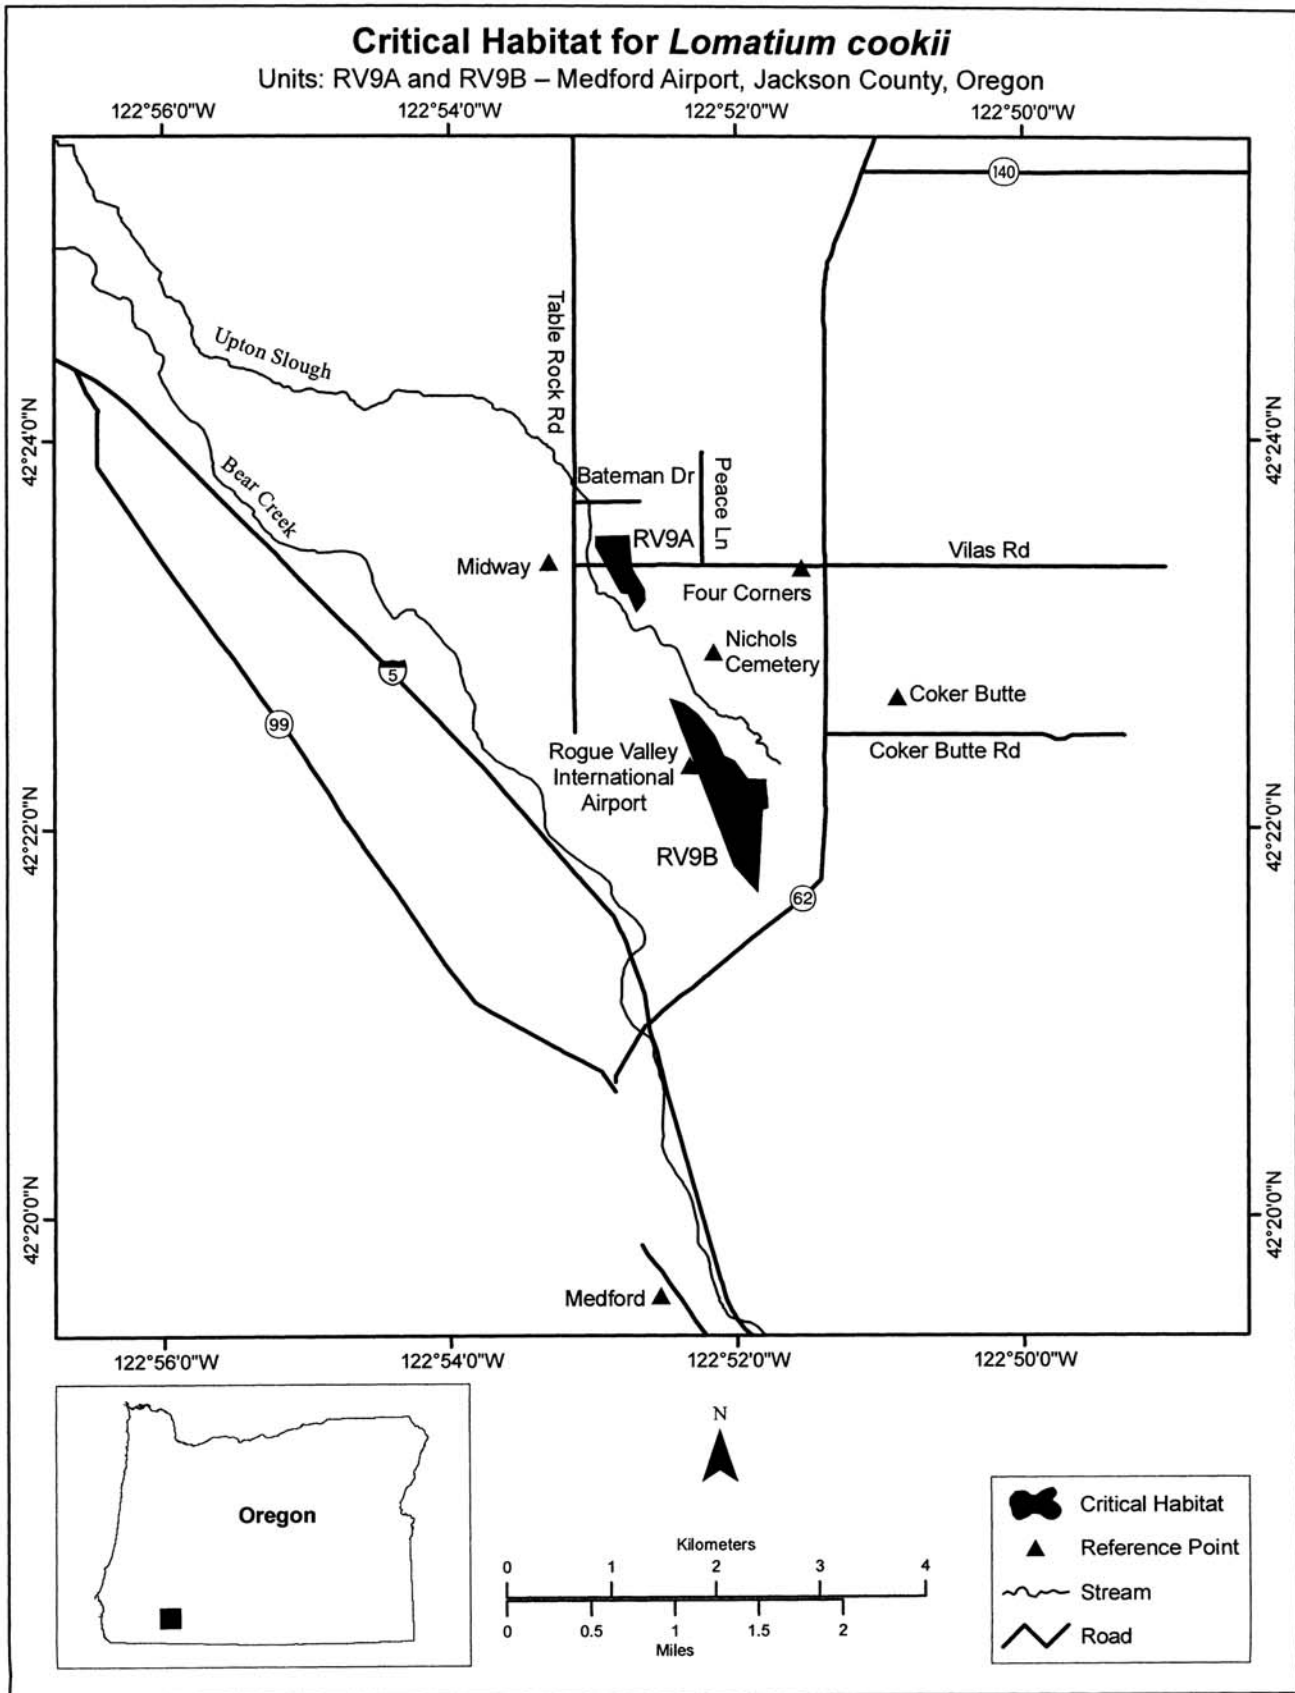 Critical Habitat for Lomatium cookii
Units: RV9A and RV9B – Medford Airport, Jackson County, Oregon
122°56'0"W
122°54'0"W
122°52'0"W
122°50'0"W
140
Table Rock Rd
Upton Slough
42°24'0"N
42°24'0"N
Bear Creek
Bateman Dr
Peace Ln
RV9A
Vilas Rd
Midway
Four Corners
Nichols
Cemetery
5
Coker Butte
99
Coker Butte Rd
Rogue Valley
International
Airport
42°22'0"N
42°22'0"N
RV9B
62
42°20'0"N
42°20'0"N
Medford
122°56'0"W
122°54'0"W
122°52'0"W
122°50'0"W
Oregon
N
Kilometers
0 1 2 3 4
0 0.5 1 1.5 2
Miles
Critical Habitat
Reference Point
Stream
Road